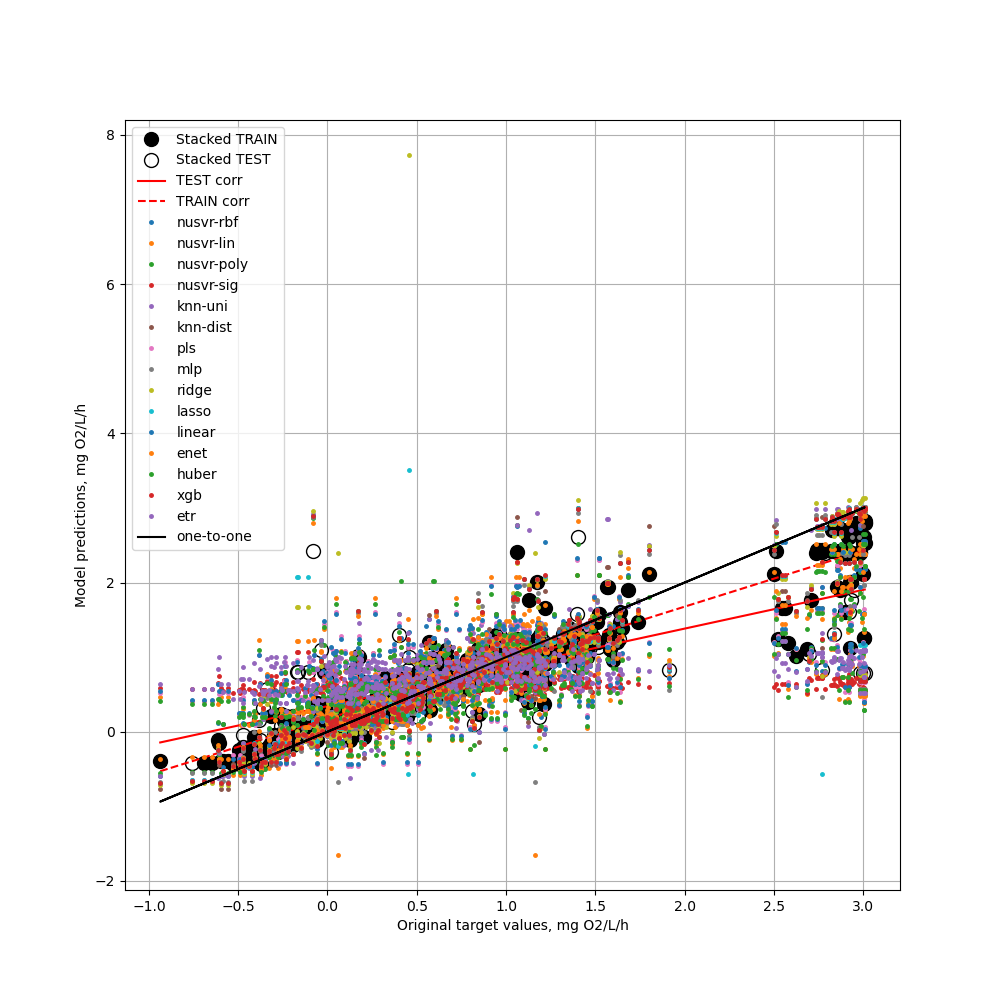 8
6
4
2
0
−2
Model predictions, mg O2/L/h
Stacked TRAIN
Stacked TEST
TEST corr
TRAIN corr
nusvr-rbf
nusvr-lin
nusvr-poly
nusvr-sig
knn-uni
knn-dist
pls
mlp
ridge
lasso
linear
enet
huber
xgb
etr
one-to-one
−1.0 −0.5 0.0 0.5 1.0 1.5 2.0 2.5 3.0
Original target values, mg O2/L/h